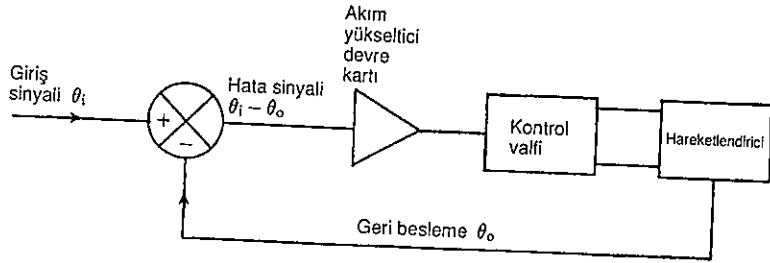 Akım
yükseltici
devre
kartı
Giriş
sinyali θi
Hata sinyali
θi – θo
+
−
Kontrol
valfi
Hareketlendirici
Geri besleme θo